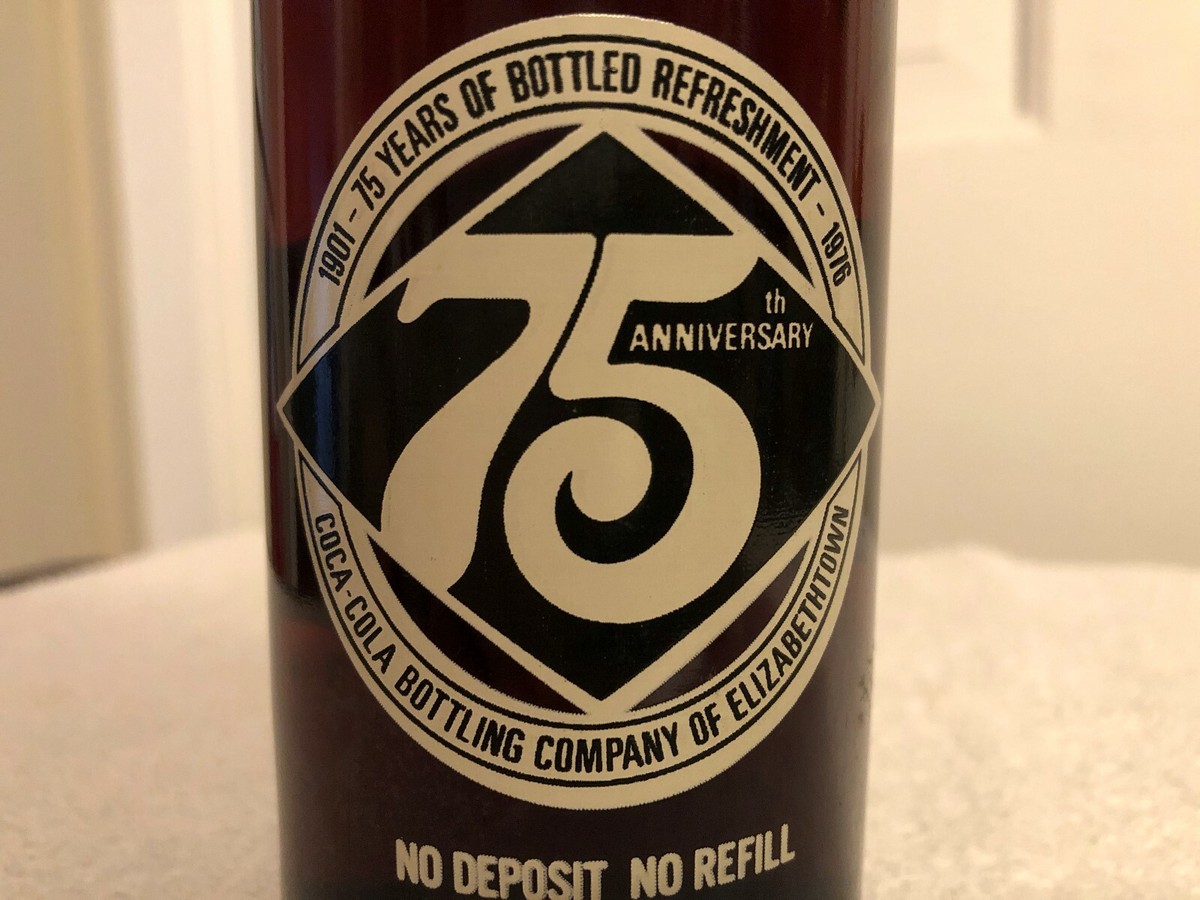 1901 - 75 YEARS OF BOTTLED REFRESHMENT - 1976
75
th
ANNIVERSARY
COCA-COLA BOTTLING COMPANY OF ELIZABETHTOWN
NO DEPOSIT NO REFILL